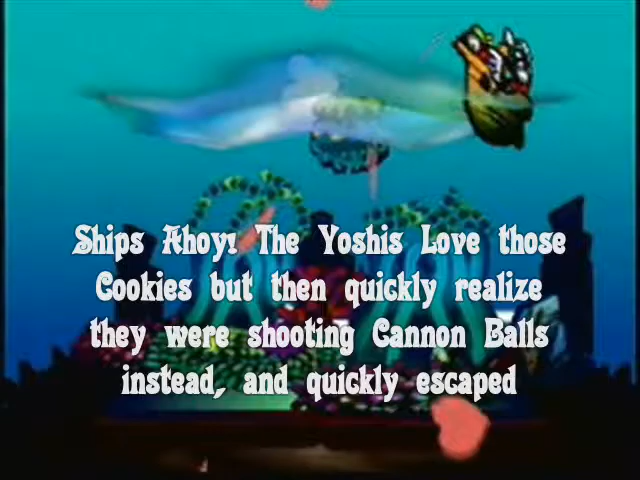 Ships Ahoy! The Yoshis Love those
Cookies but then quickly realize
they were shooting Cannon Balls
instead, and quickly escaped